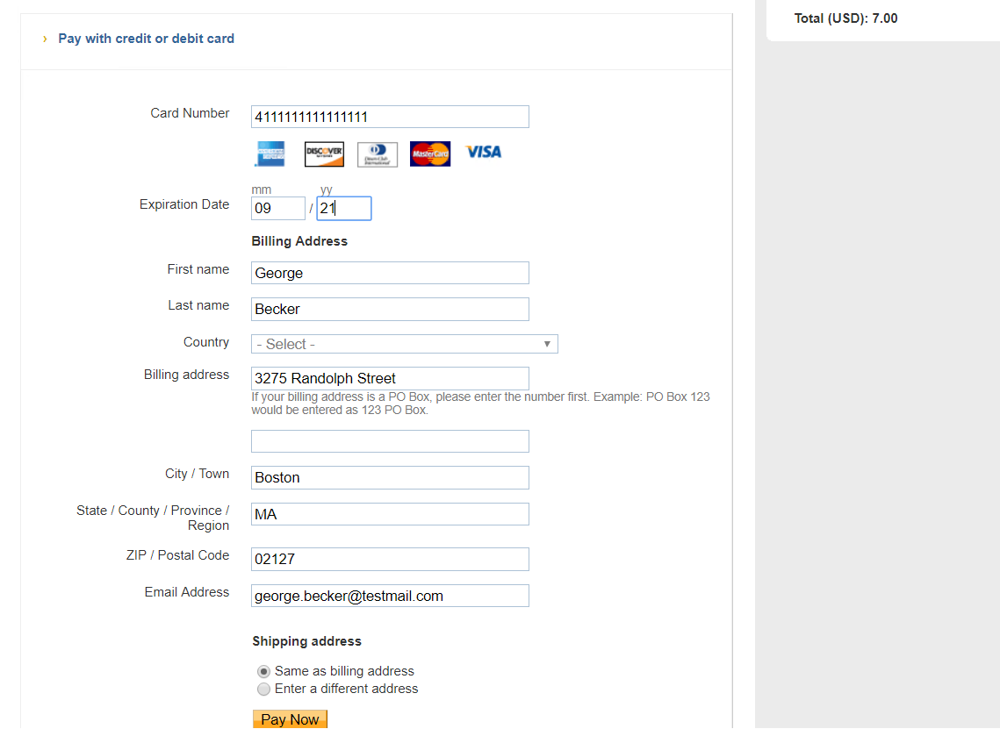 Total (USD): 7.00
› Pay with credit or debit card
Card Number
4111111111111111
DISCOVER
MasterCard
VISA
mm yy
Expiration Date
09 / 21
Billing Address
First name
George
Last name
Becker
Country
- Select -
Billing address
3275 Randolph Street
If your billing address is a PO Box, please enter the number first. Example: PO Box 123
would be entered as 123 PO Box.
City / Town
Boston
State / County / Province /
Region
MA
ZIP / Postal Code
02127
Email Address
george.becker@testmail.com
Shipping address
Same as billing address
Enter a different address
Pay Now